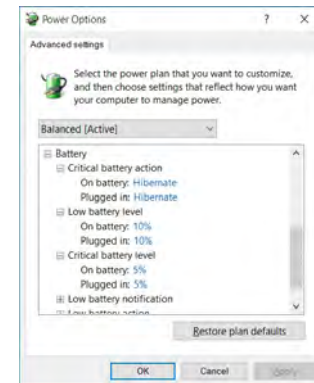 Power Options
Advanced settings
Select the power plan that you want to customize,
and then choose settings that reflect how you want
your computer to manage power.
Balanced [Active]
Battery
Critical battery action
On battery: Hibernate
Plugged in: Hibernate
Low battery level
On battery: 10%
Plugged in: 10%
Critical battery level
On battery: 5%
Plugged in: 5%
Low battery notification
Low battery action
Restore plan defaults
OK
Cancel
Apply